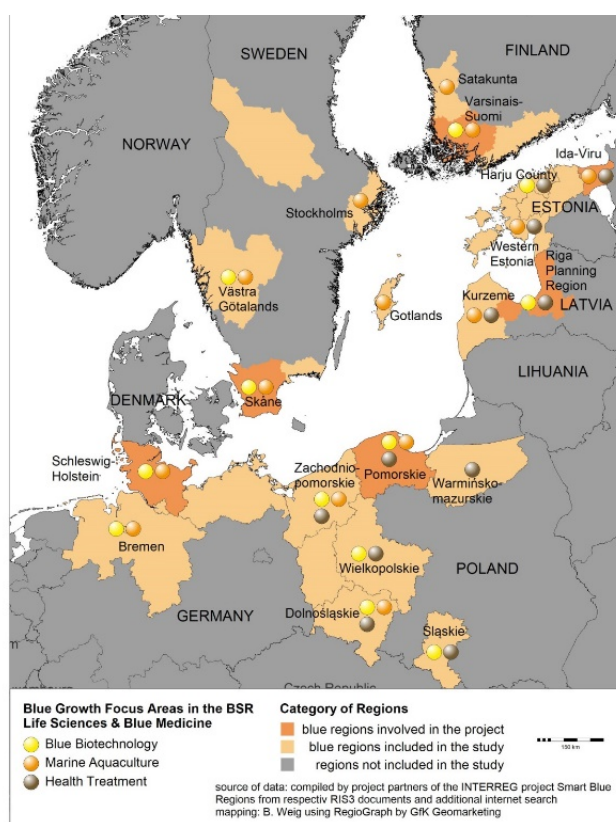 SWEDEN
FINLAND
NORWAY
Satakunta
Varsinais-
Suomi
Ida-Viru
Harju County
Stockholms
ESTONIA
Western
Estonia
Riga
Planning
Region
Västra
Götalands
Gotlands
Kurzeme
LATVIA
LIHUANIA
DENMARK
Skåne
Schleswig-
Holstein
Zachodnio-
pomorskie
Pomorskie
Warmińsko-
mazurskie
Bremen
Wielkopolskie
POLAND
GERMANY
Dolnośląskie
Śląskie
Czech Republic
Blue Growth Focus Areas in the BSR
Life Sciences & Blue Medicine
Blue Biotechnology
Marine Aquaculture
Health Treatment
Category of Regions
blue regions involved in the project
blue regions included in the study
regions not included in the study
150 km
source of data: compiled by project partners of the INTERREG project Smart Blue
Regions from respectiv RIS3 documents and additional internet search
mapping: B. Weig using RegioGraph by GfK Geomarketing